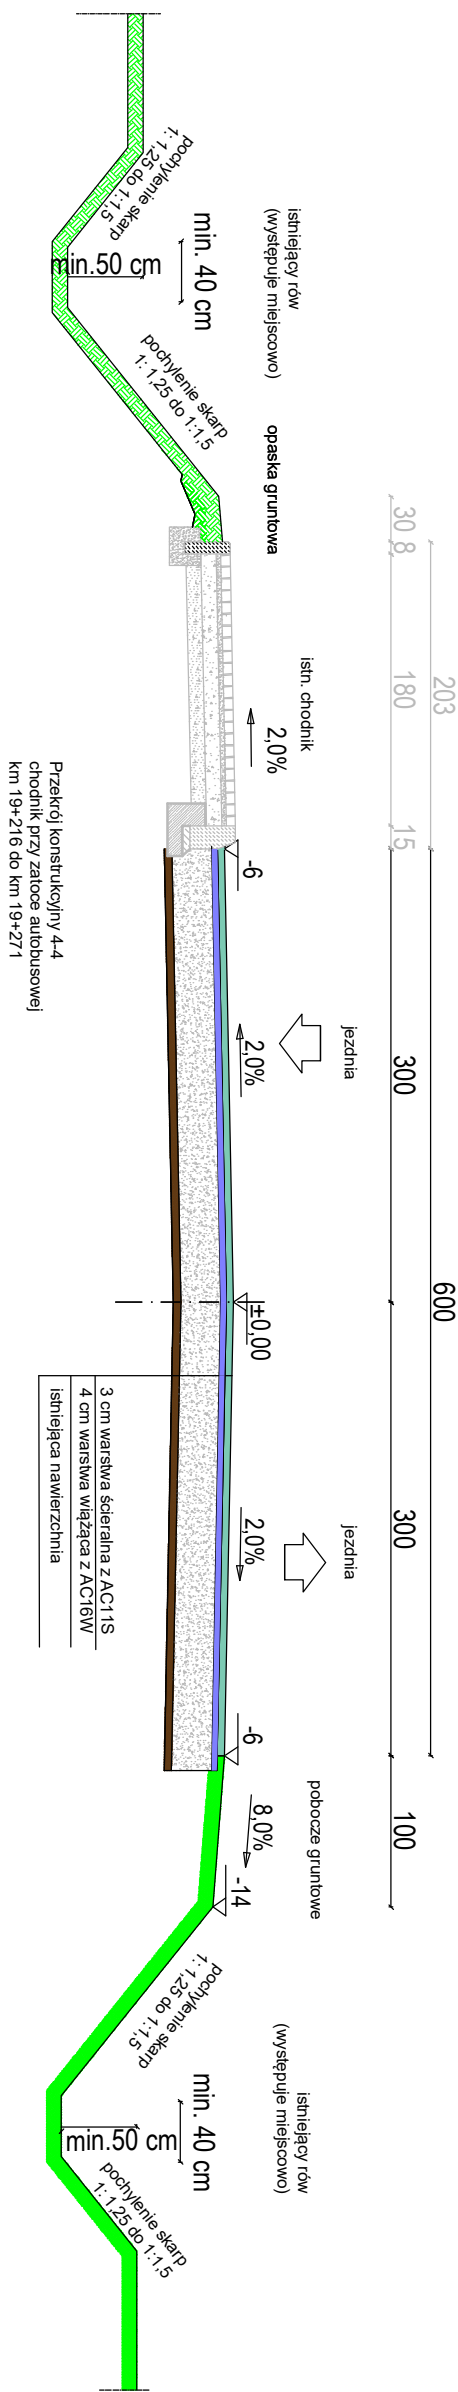 pochylenie skarp
1: 1,25 do 1:1,5
min.50 cm
min. 40 cm
istniejący rów
(występuje miejscowo)
pochylenie skarp
1: 1,25 do 1:1,5
opaska gruntowa
30
8
180
15
203
istn. chodnik
2,0%
-6
Przekrój konstrukcyjny 4-4
chodnik przy zatoce autobusowej
km 19+216 do km 19+271
jezdnia
2,0%
300
600
±0,00
3 cm warstwa ścieralna z AC11S
4 cm warstwa wiążąca z AC16W
istniejąca nawierzchnia
300
jezdnia
2,0%
-6
pobocze gruntowe
100
8,0%
-14
pochylenie skarp
1: 1,25 do 1:1,5
istniejący rów
(występuje miejscowo)
min. 40 cm
min.50 cm
pochylenie skarp
1: 1,25 do 1:1,5